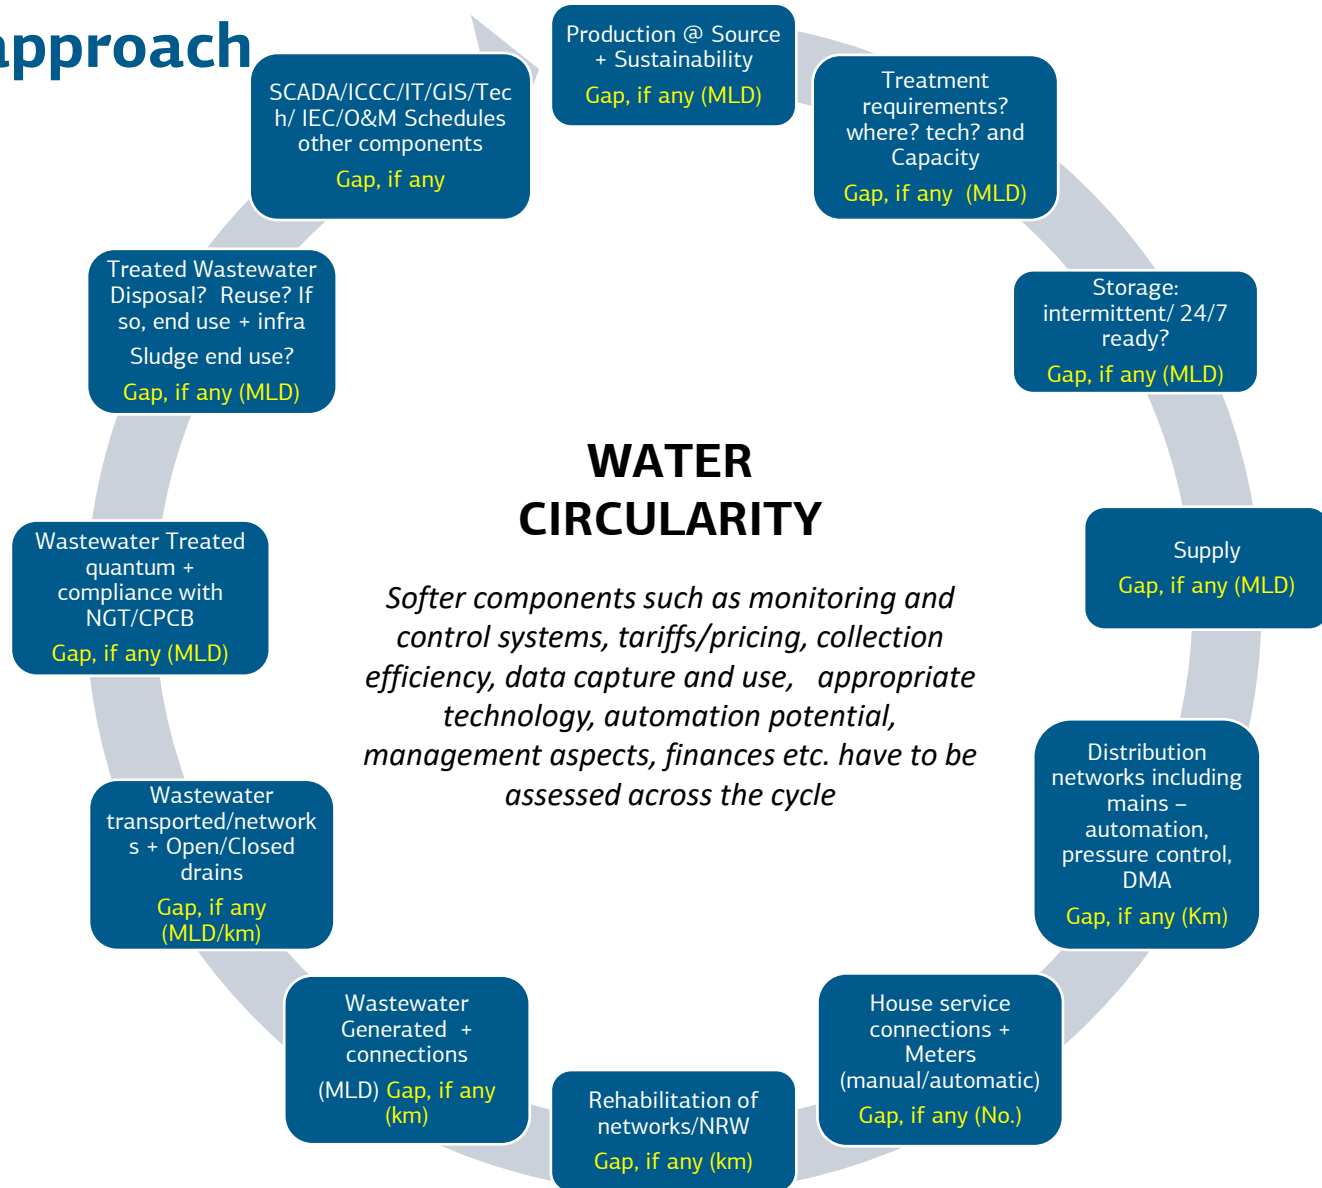 approach
Production @ Source
+ Sustainability
Gap, if any (MLD)
Treatment
requirements?
where? tech? and
Capacity
Gap, if any  (MLD)
Storage:
intermittent/ 24/7
ready?
Gap, if any (MLD)
Supply
Gap, if any (MLD)
Distribution
networks including
mains –
automation,
pressure control,
DMA
Gap, if any (Km)
House service
connections +
Meters
(manual/automatic)
Gap, if any (No.)
Rehabilitation of
networks/NRW
Gap, if any (km)
Wastewater
Generated  +
connections
(MLD) Gap, if any
(km)
Wastewater
transported/network
s + Open/Closed
drains
Gap, if any
(MLD/km)
Wastewater Treated
quantum +
compliance with
NGT/CPCB
Gap, if any (MLD)
Treated Wastewater
Disposal?  Reuse? If
so, end use + infra
Sludge end use?
Gap, if any (MLD)
SCADA/ICCC/IT/GIS/Tec
h/ IEC/O&M Schedules
other components
Gap, if any
WATER
CIRCULARITY
Softer components such as monitoring and
control systems, tariffs/pricing, collection
efficiency, data capture and use,   appropriate
technology, automation potential,
management aspects, finances etc. have to be
assessed across the cycle